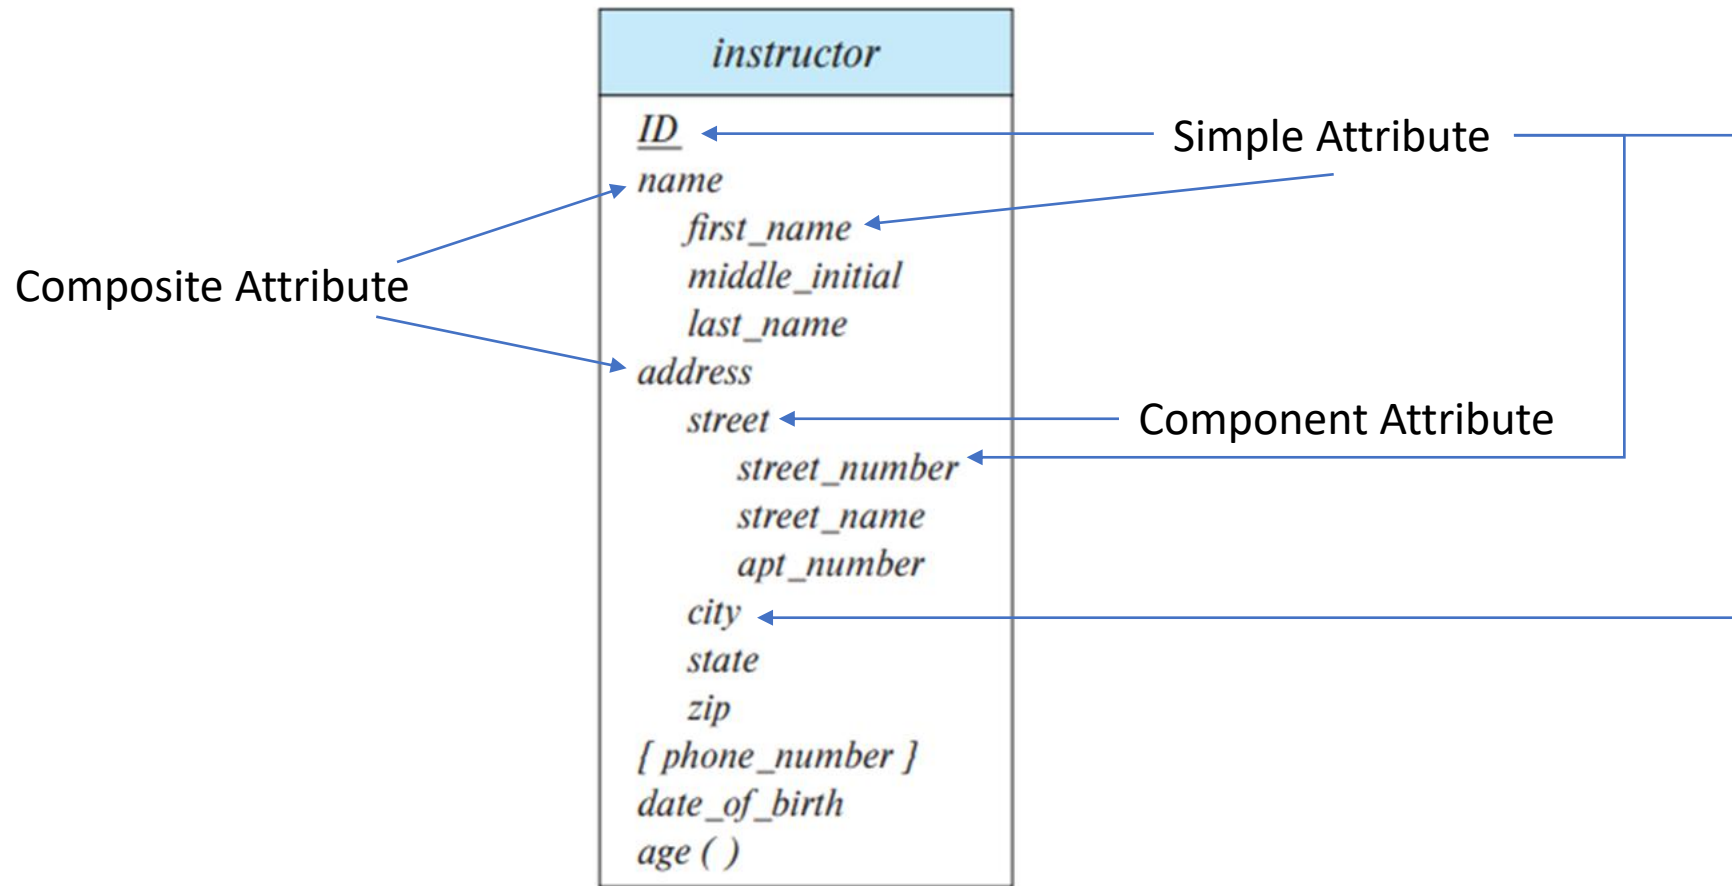 instructor
ID
Simple Attribute
name
first_name
Composite Attribute
middle_initial
last_name
address
street
Component Attribute
street_number
street_name
apt_number
city
state
zip
{ phone_number }
date_of_birth
age ( )